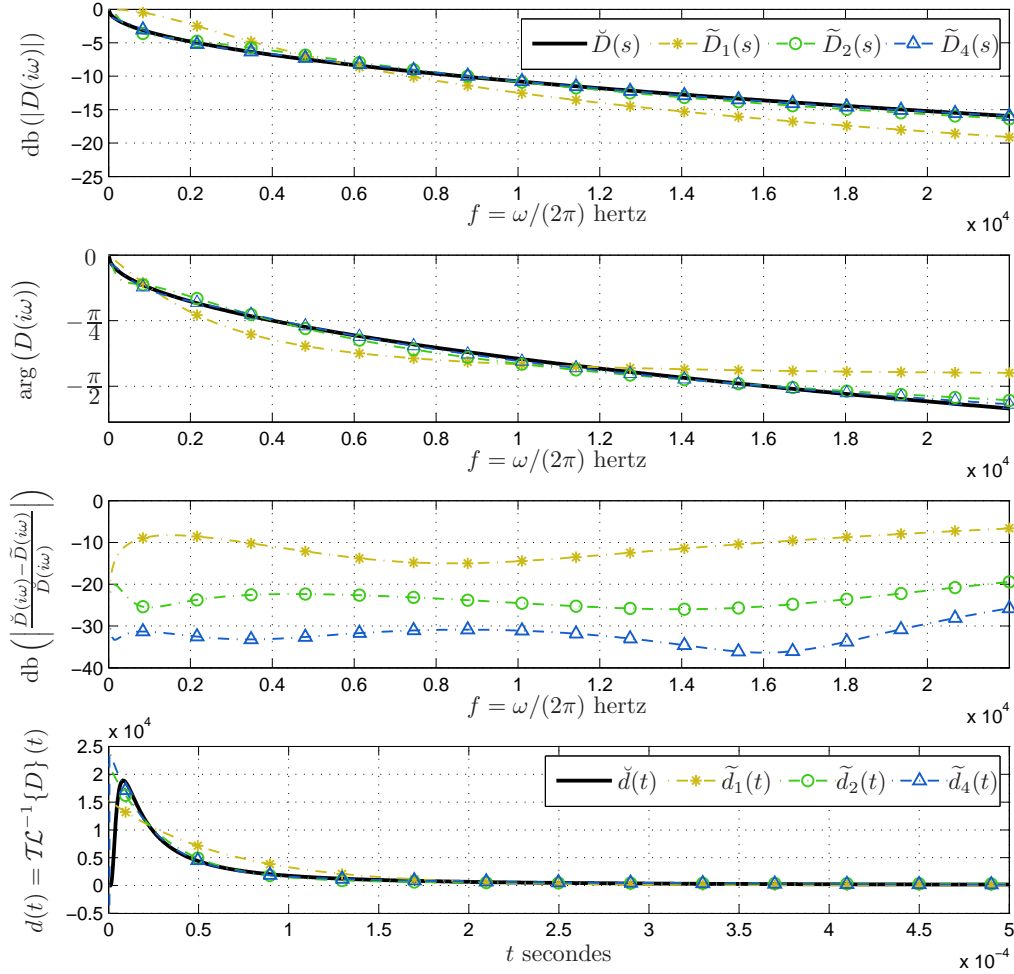 0
−5
−10
−15
−20
−25
db (|D(iω)|)
D̆(s) D̃₁(s) D̃₂(s) D̃₄(s)
0 0.2 0.4 0.6 0.8 1 1.2 1.4 1.6 1.8 2
f = ω/(2π) hertz
x 10⁴
0
−π/4
−π/2
arg (D(iω))
0 0.2 0.4 0.6 0.8 1 1.2 1.4 1.6 1.8 2
f = ω/(2π) hertz
x 10⁴
0
−10
−20
−30
−40
db (|(D̆(iω)−D̃(iω))/D̆(iω)|)
0 0.2 0.4 0.6 0.8 1 1.2 1.4 1.6 1.8 2
f = ω/(2π) hertz
x 10⁴
x 10⁴
2.5
2
1.5
1
0.5
0
−0.5
d(t) = 𝒯ℒ⁻¹{D} (t)
d̆(t) d̃₁(t) d̃₂(t) d̃₄(t)
0 0.5 1 1.5 2 2.5 3 3.5 4 4.5 5
t secondes
x 10⁻⁴